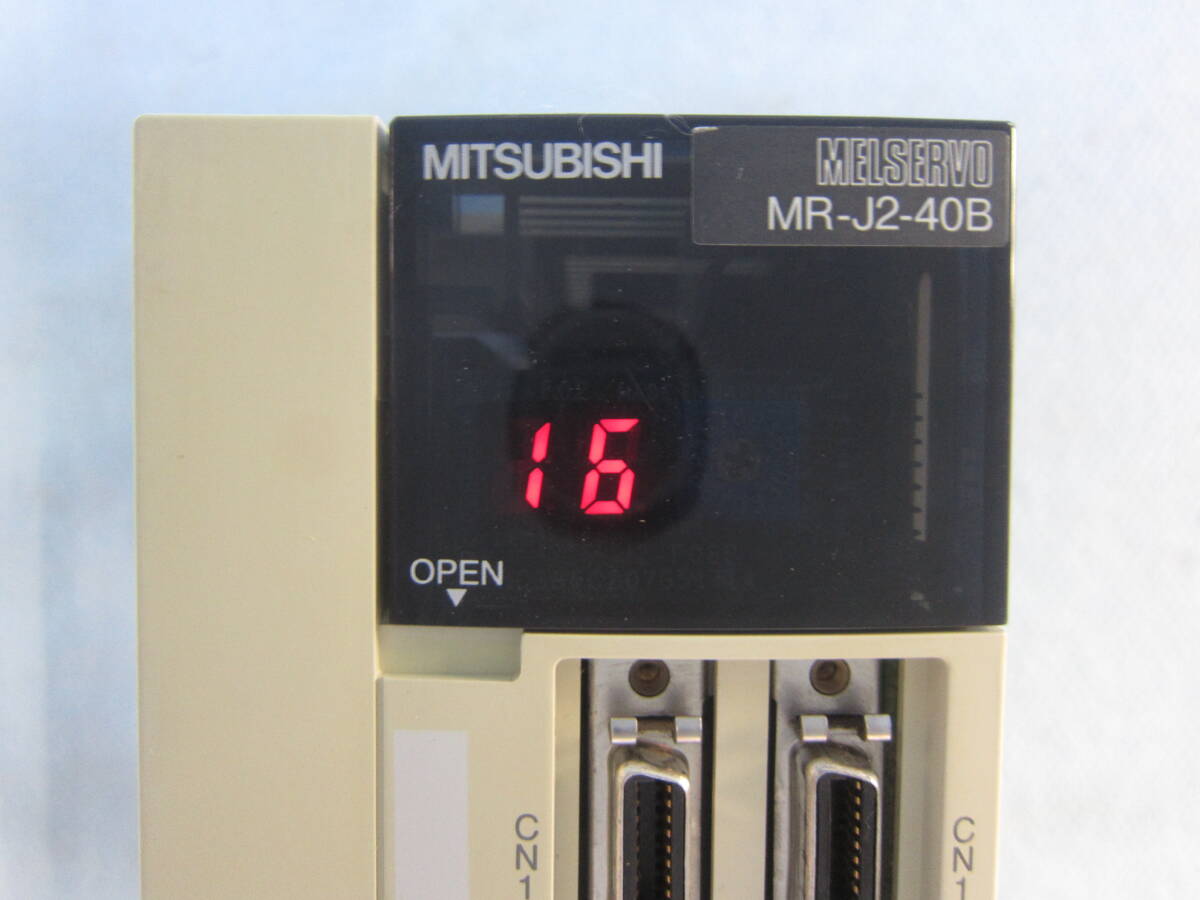 MITSUBISHI
MELSERVO
MR-J2-40B
16
OPEN
CN1
CN1